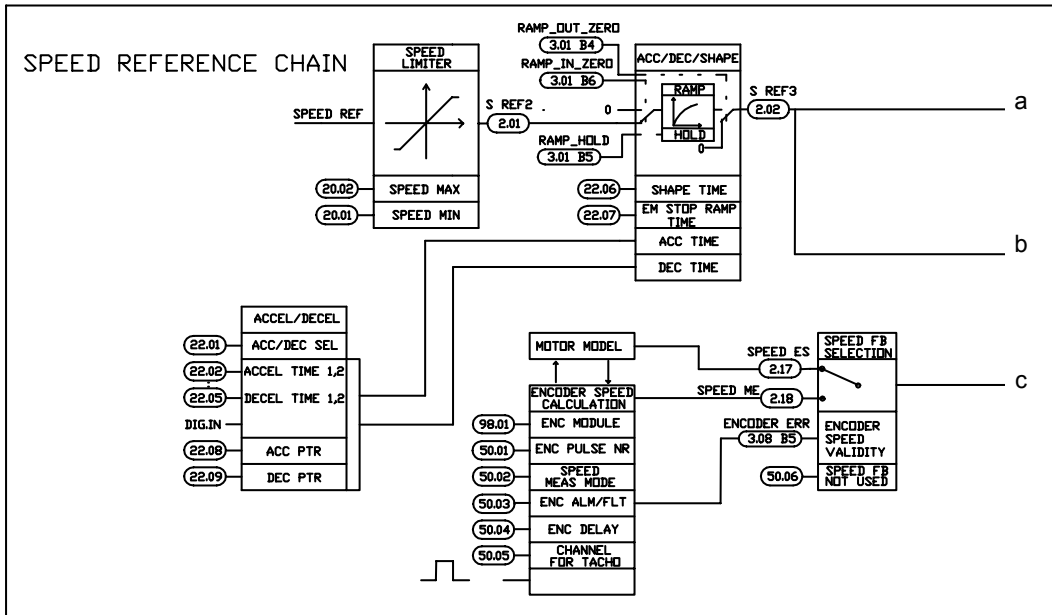 SPEED REFERENCE CHAIN
SPEED REF
SPEED
LIMITER
20.02
SPEED MAX
20.01
SPEED MIN
S REF2
2.01
RAMP_OUT_ZERO
3.01 B4
RAMP_IN_ZERO
3.01 B6
0
RAMP_HOLD
3.01 B5
ACC/DEC/SHAPE
RAMP
HOLD
0
22.06
SHAPE TIME
22.07
EM STOP RAMP
TIME
ACC TIME
DEC TIME
S REF3
2.02
a
b
ACCEL/DECEL
22.01
ACC/DEC SEL
22.02
ACCEL TIME 1,2
:
22.05
DECEL TIME 1,2
DIG.IN
22.08
ACC PTR
22.09
DEC PTR
MOTOR MODEL
ENCODER SPEED
CALCULATION
98.01
ENC MODULE
50.01
ENC PULSE NR
50.02
SPEED
MEAS MODE
50.03
ENC ALM/FLT
50.04
ENC DELAY
50.05
CHANNEL
FOR TACHO
SPEED ES
2.17
SPEED ME
2.18
ENCODER ERR
3.08 B5
50.06
SPEED FB
SELECTION
ENCODER
SPEED
VALIDITY
SPEED FB
NOT USED
c